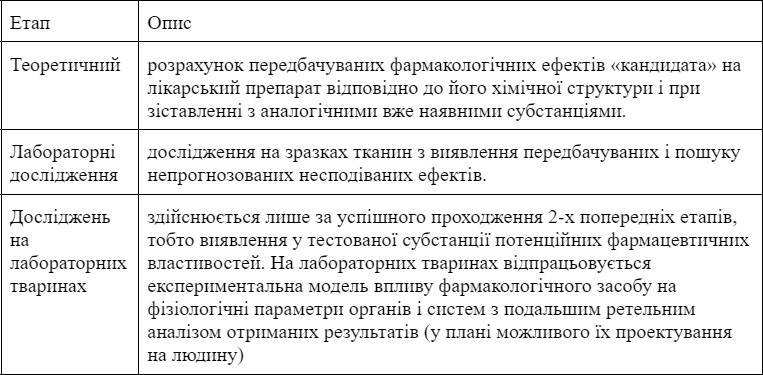 Етап Опис
Теоретичний розрахунок передбачуваних фармакологічних ефектів «кандидата» на
лікарський препарат відповідно до його хімічної структури і при
зіставленні з аналогічними вже наявними субстанціями.
Лабораторні дослідження на зразках тканин з виявлення передбачуваних і пошуку
дослідження непрогнозованих несподіваних ефектів.
Досліджень здійснюється лише за успішного проходження 2-х попередніх етапів,
на тобто виявлення у тестованої субстанції потенційних фармацевтичних
лабораторних властивостей. На лабораторних тваринах відпрацьовується
тваринах експериментальна модель впливу фармакологічного засобу на
фізіологічні параметри органів і систем з подальшим ретельним
аналізом отриманих результатів (у плані можливого їх проектування
на людину)